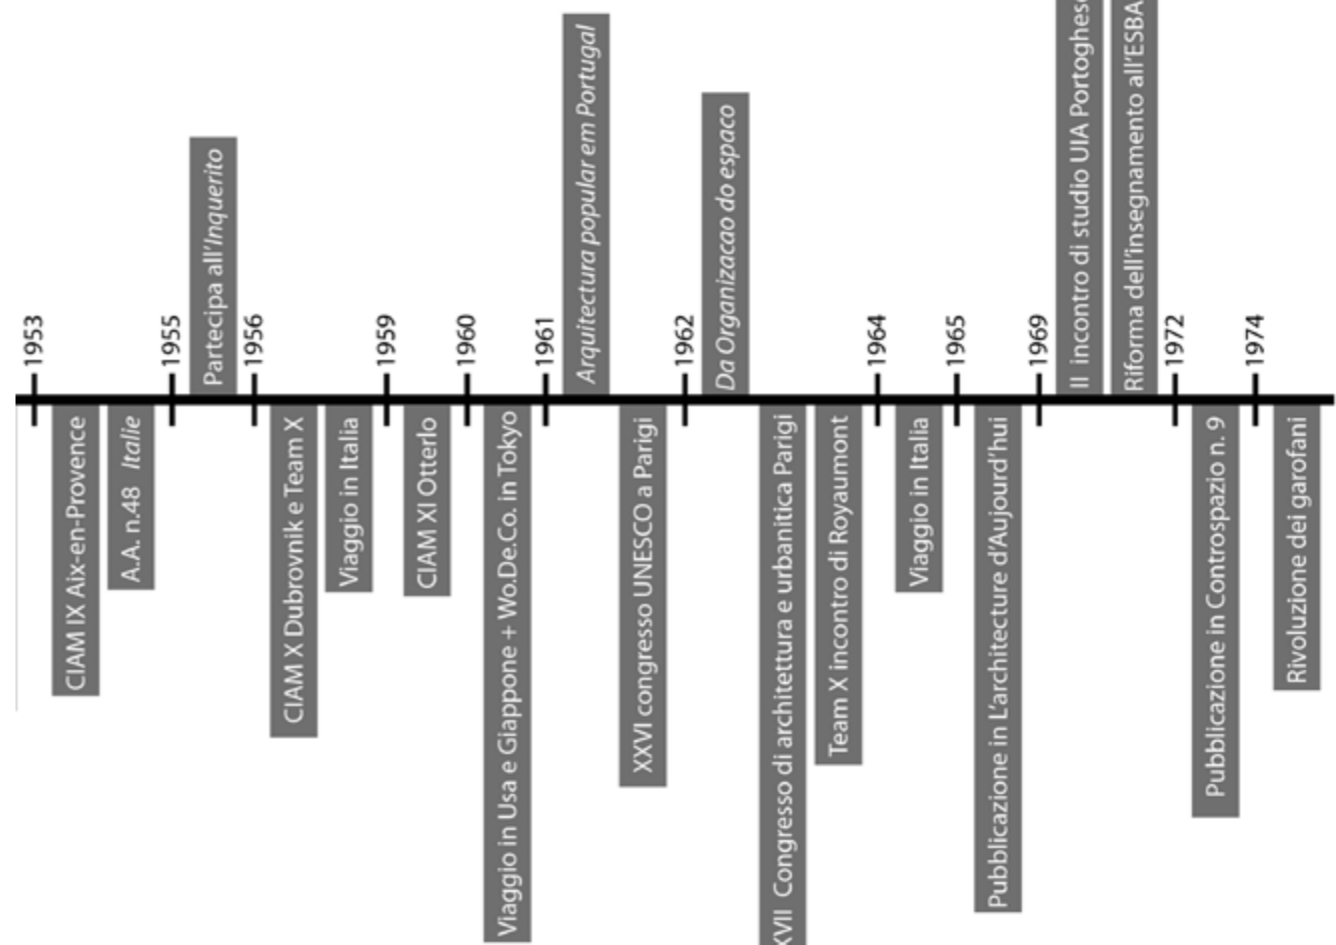 1953
CIAM IX Aix-en-Provence
A.A. n.48 Italie
1955
Partecipa all'Inquerito
1956
CIAM X Dubrovnik e Team X
Viaggio in Italia
1959
CIAM XI Otterlo
1960
Viaggio in Usa e Giappone + Wo.De.Co. in Tokyo
1961
Arquitectura popular em Portugal
XXVI congresso UNESCO a Parigi
1962
Da Organizacao do espaco
XVII Congresso di architettura e urbanitica Parigi
Team X incontro di Royaumont
1964
Viaggio in Italia
1965
Pubblicazione in L'architecture d'Aujourd'hui
1969
II incontro di studio UIA Portoghese
Riforma dell'insegnamento all'ESBA
1972
Pubblicazione in Controspazio n. 9
1974
Rivoluzione dei garofani